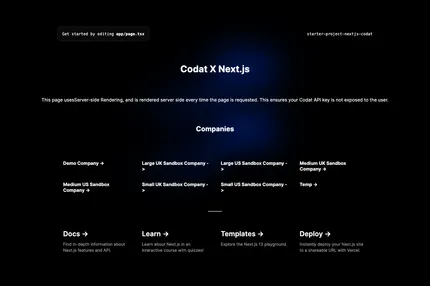 Get started by editing app/page.tsx
starter-project-nextjs-codat
Codat X Next.js
This page usesServer-side Rendering, and is rendered server side every time the page is requested. This ensures your Codat API key is not exposed to the user.
Companies
Demo Company ->
Large UK Sandbox Company -
>
Large US Sandbox Company -
>
Medium UK Sandbox
Company ->
Medium US Sandbox
Company ->
Small UK Sandbox Company -
>
Small US Sandbox Company -
>
Temp ->
Docs ->
Find in-depth information about
Next.js features and API.
Learn ->
Learn about Next.js in an
interactive course with quizzes!
Templates ->
Explore the Next.js 13 playground.
Deploy ->
Instantly deploy your Next.js site
to a shareable URL with Vercel.